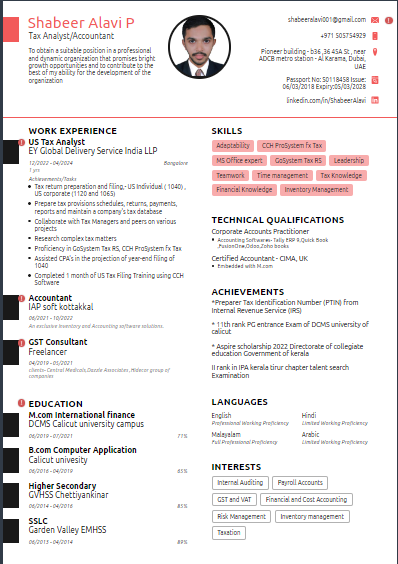 Shabeer Alavi P
Tax Analyst/Accountant
To obtain a suitable position in a professional
and dynamic organization that promises bright
growth opportunities and to contribute to the
best of my ability for the development of the
organization
shabeeralavi001@gmail.com
+971 505754929
Pioneer building - b36 ,36 45A St , near
ADCB metro station - Al Karama, Dubai,
UAE
Passport No: S0118458 Issue:
06/03/2018 Expiry:05/03/2028
linkedin.com/in/ShabeerAlavi
WORK EXPERIENCE
US Tax Analyst
EY Global Delivery Service India LLP
12/2022 - 04/2024
Bangalore
1 yrs
Achievements/Tasks
Tax return preparation and filing,- US Individual ( 1040) ,
US corporate (1120 and 1065)
Prepare tax provisions schedules, returns, payments,
reports and maintain a company's tax database
Collaborate with Tax Managers and peers on various
projects
Research complex tax matters
Proficiency in GoSystem Tax RS, CCH ProSystem fx Tax
Assisted CPA's in the projection of year-end filing of
1040
Completed 1 month of US Tax Filing Training using CCH
Software
Accountant
IAP soft kottakkal
06/2021 - 10/2022
An exclusive Inventory and Accounting software solutions.
GST Consultant
Freelancer
04/2019 - 05/2021
clients- Central Medicals,Dazzle Associates ,Hidecor group of
companies
EDUCATION
M.com International finance
DCMS Calicut university campus
06/2019 - 07/2021
71%
B.com Computer Application
Calicut univesity
06/2016 - 04/2019
65%
Higher Secondary
GVHSS Chettiyankinar
06/2014 - 04/2016
85%
SSLC
Garden Valley EMHSS
06/2013 - 04/2014
89%
SKILLS
Adaptability
CCH ProSystem fx Tax
MS Office expert
GoSystem Tax RS
Leadership
Teamwork
Time management
Tax Knowledge
Financial Knowledge
Inventory Management
TECHNICAL QUALIFICATIONS
Corporate Accounts Practitioner
Accounting Softwares- Tally ERP 9,Quick Book
,FusionOne,Odoo,Zoho books
Certified Accountant - CIMA, UK
Embedded with M.com
ACHIEVEMENTS
*Preparer Tax Identification Number (PTIN) from
Internal Revenue Service (IRS)
* 11th rank PG entrance Exam of DCMS university of
calicut
* Aspire scholarship 2022 Directorate of collegiate
education Government of kerala
II rank in IPA kerala tirur chapter talent search
Examination
LANGUAGES
English
Professional Working Proficiency
Hindi
Limited Working Proficiency
Malayalam
Full Professional Proficiency
Arabic
Limited Working Proficiency
INTERESTS
Internal Auditing
Payroll Accounts
GST and VAT
Financial and Cost Accounting
Risk Management
Inventory management
Taxation